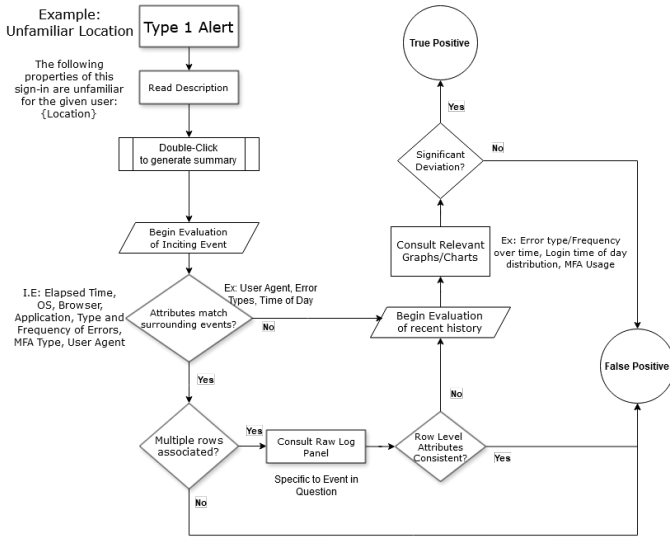 Example:
Unfamiliar Location
Type 1 Alert
The following
properties of this
sign-in are unfamiliar
for the given user:
{Location}
Read Description
Double-Click
to generate summary
Begin Evaluation
of Inciting Event
I.E: Elapsed Time,
OS, Browser,
Application, Type and
Frequency of Errors,
MFA Type, User Agent
Attributes match
surrounding events?
Ex: User Agent, Error
Types, Time of Day
No
Yes
Multiple rows
associated?
Yes
No
Consult Raw Log
Panel
Specific to Event in
Question
Row Level
Attributes
Consistent?
Yes
No
Begin Evaluation
of recent history
Consult Relevant
Graphs/Charts
Ex: Error type/Frequency
over time, Login time of day
distribution, MFA Usage
Significant
Deviation?
No
Yes
True Positive
False Positive